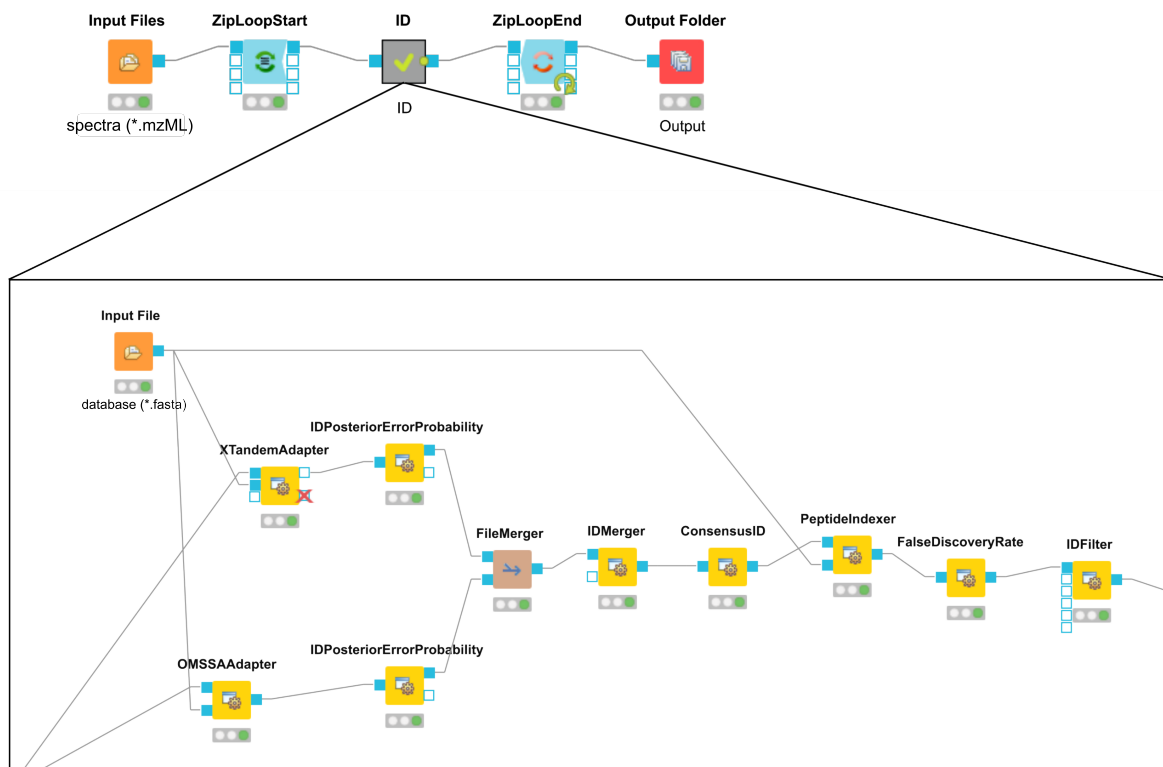 Input Files
ZipLoopStart
ID
ZipLoopEnd
Output Folder
spectra (*.mzML)
ID
Output
Input File
database (*.fasta)
XTandemAdapter
IDPosteriorErrorProbability
FileMerger
IDMerger
ConsensusID
PeptideIndexer
FalseDiscoveryRate
IDFilter
OMSSAAdapter
IDPosteriorErrorProbability